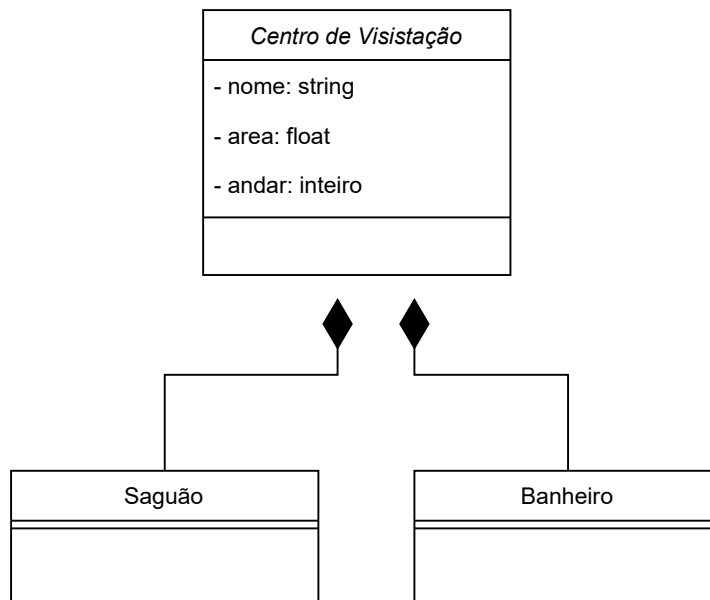 Centro de Visistação
- nome: string
- area: float
- andar: inteiro
Saguão
Banheiro